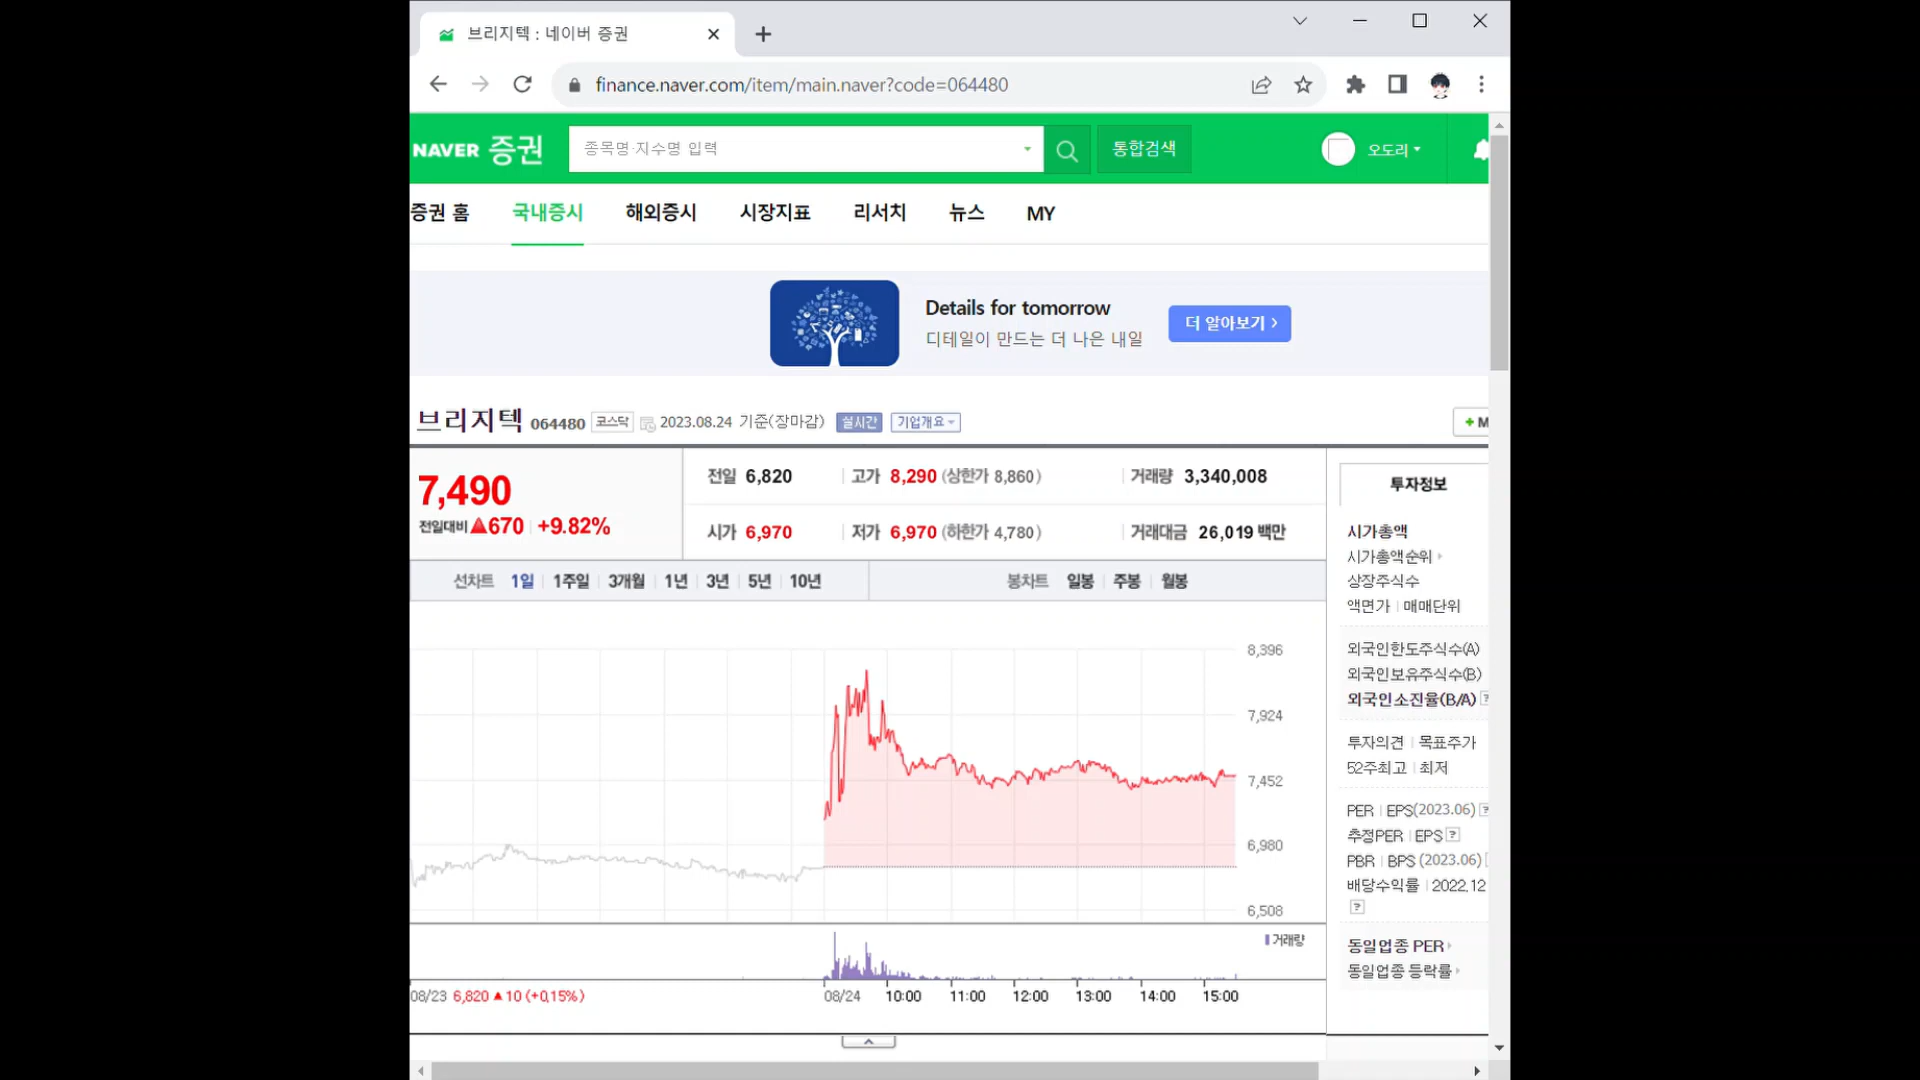 브리지텍 : 네이버 증권
finance.naver.com/item/main.naver?code=064480
NAVER 증권
종목명·지수명 입력
통합검색
오도리
증권 홈 국내증시 해외증시 시장지표 리서치 뉴스 MY
Details for tomorrow
디테일이 만드는 더 나은 내일
더 알아보기 >
브리지텍 064480 코스닥 2023.08.24 기준(장마감) 실시간 기업개요
+ M
7,490
전일대비 ▲670 +9.82%
전일 6,820 고가 8,290 (상한가 8,860) 거래량 3,340,008
시가 6,970 저가 6,970 (하한가 4,780) 거래대금 26,019 백만
선차트 1일 1주일 3개월 1년 3년 5년 10년 봉차트 일봉 주봉 월봉
8,396
7,924
7,452
6,980
6,508
거래량
08/23 6,820 ▲10 (+0.15%)
08/24 10:00 11:00 12:00 13:00 14:00 15:00
투자정보
시가총액
시가총액순위
상장주식수
액면가 | 매매단위
외국인한도주식수(A)
외국인보유주식수(B)
외국인소진율(B/A) ?
투자의견 | 목표주가
52주최고 | 최저
PER | EPS(2023.06) ?
추정PER | EPS ?
PBR | BPS (2023.06)
배당수익률 | 2022.12
?
동일업종 PER
동일업종 등락률